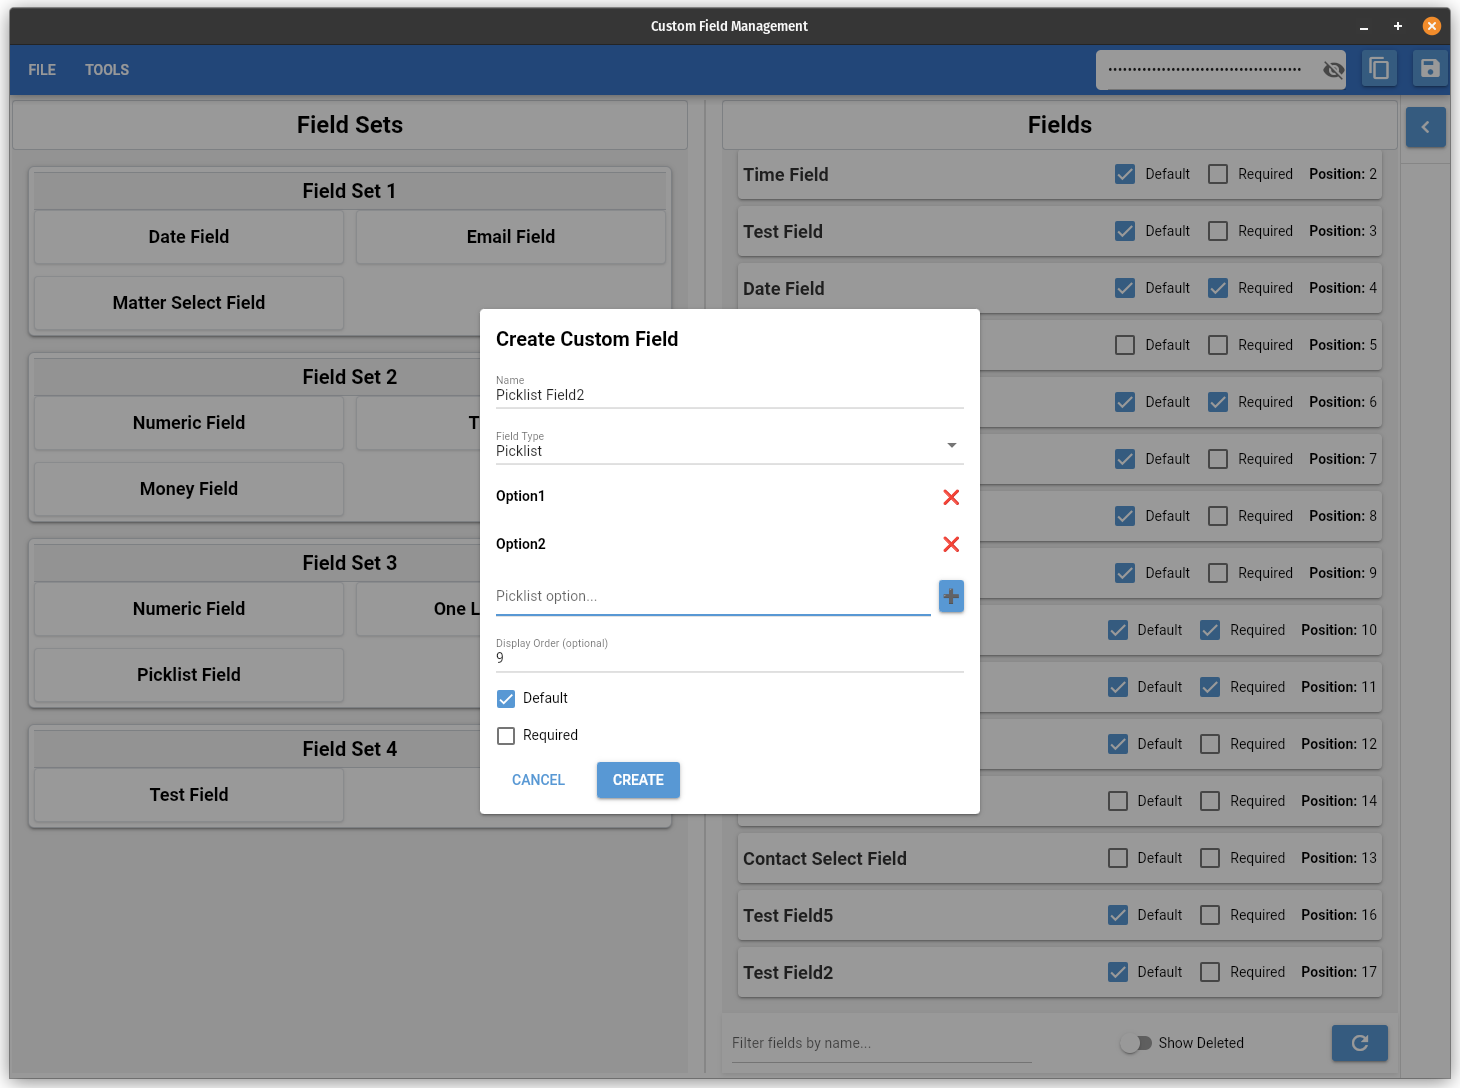 Custom Field Management
FILE TOOLS
Field Sets
Field Set 1
Date Field Email Field
Matter Select Field
Field Set 2
Numeric Field T
Money Field
Field Set 3
Numeric Field One L
Picklist Field
Field Set 4
Test Field
Create Custom Field
Name
Picklist Field2
Field Type
Picklist
Option1
Option2
Picklist option...
Display Order (optional)
9
Default
Required
CANCEL CREATE
Fields
Time Field Default Required Position: 2
Test Field Default Required Position: 3
Date Field Default Required Position: 4
Default Required Position: 5
Default Required Position: 6
Default Required Position: 7
Default Required Position: 8
Default Required Position: 9
Default Required Position: 10
Default Required Position: 11
Default Required Position: 12
Default Required Position: 14
Contact Select Field Default Required Position: 13
Test Field5 Default Required Position: 16
Test Field2 Default Required Position: 17
Filter fields by name... Show Deleted